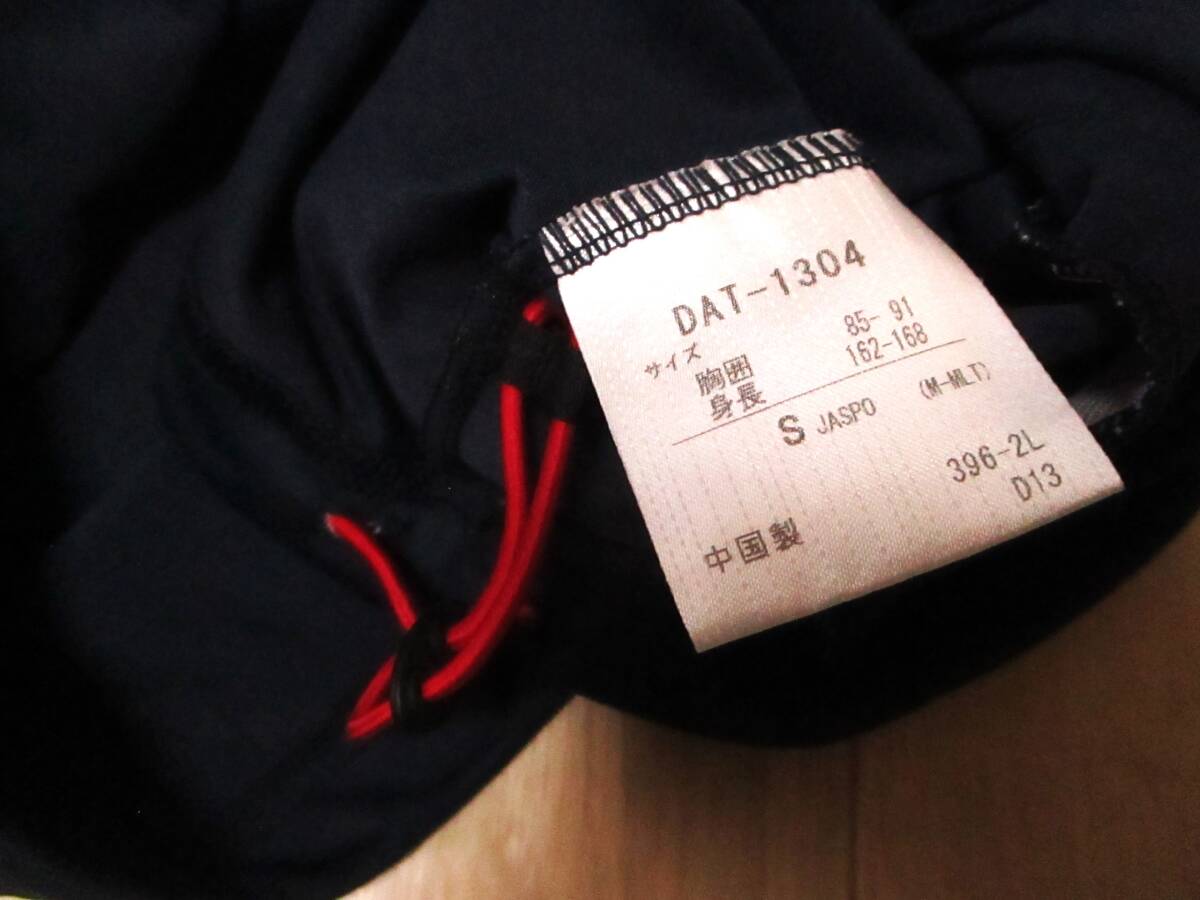 DAT-1304
サイズ
胸囲 85-91
身長 162-168
S JASPO (M-MLT)
396-2L
D13
中国製